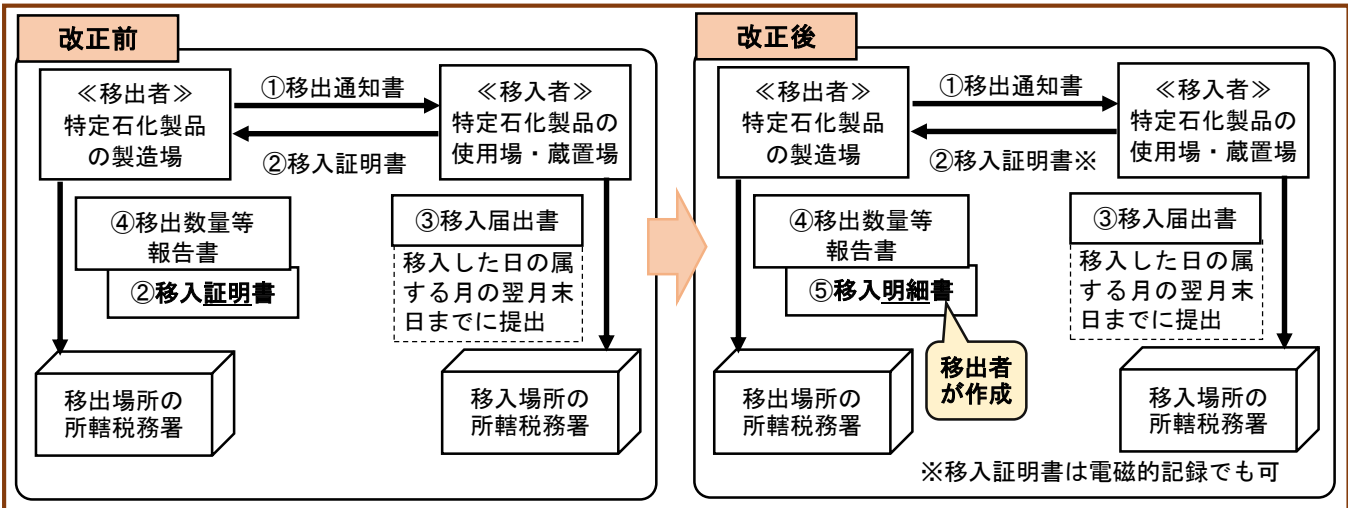 改正前
≪移出者≫
特定石化製品
の製造場
①移出通知書
②移入証明書
≪移入者≫
特定石化製品の
使用場・蔵置場
④移出数量等
報告書
②移入証明書
③移入届出書
移入した日の属
する月の翌月末
日までに提出
移出場所の
所轄税務署
移入場所の
所轄税務署
改正後
≪移出者≫
特定石化製品
の製造場
①移出通知書
②移入証明書※
≪移入者≫
特定石化製品の
使用場・蔵置場
④移出数量等
報告書
⑤移入明細書
移出者
が作成
③移入届出書
移入した日の属
する月の翌月末
日までに提出
移出場所の
所轄税務署
移入場所の
所轄税務署
※移入証明書は電磁的記録でも可